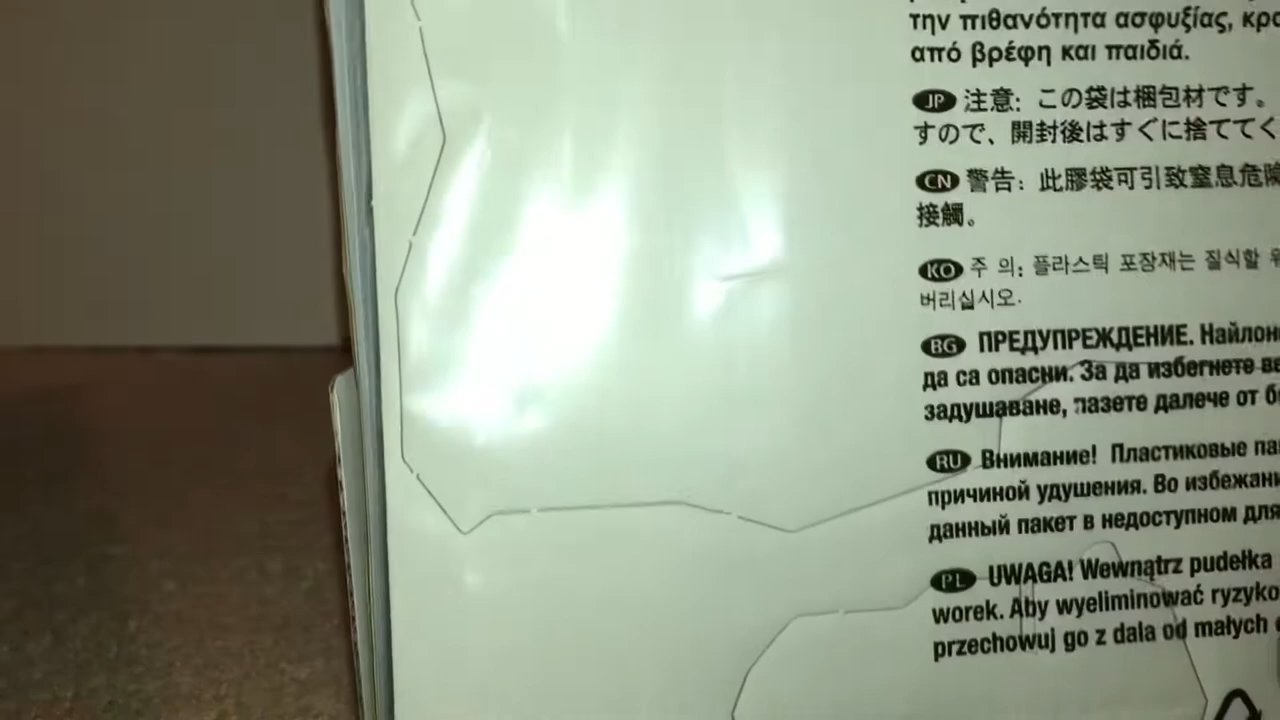 την πιθανότητα ασφυξίας,
από βρέφη και παιδιά.
JP 注意: この袋は梱包材です。
すので、開封後はすぐに捨ててく
CN 警告: 此膠袋可引致窒息危險
接觸。
KO 주 의: 플라스틱 포장재는 질식할 위
버리십시오.
BG ПРЕДУПРЕЖДЕНИЕ. Найлон
да са опасни. За да избегнете
задушаване, пазете далече от
RU Внимание! Пластиковые
причиной удушения. Во избежан
данный пакет в недоступном для
PL UWAGA! Wewnątrz pudełka
worek. Aby wyeliminować ryzyko
przechowuj go z dala od małych